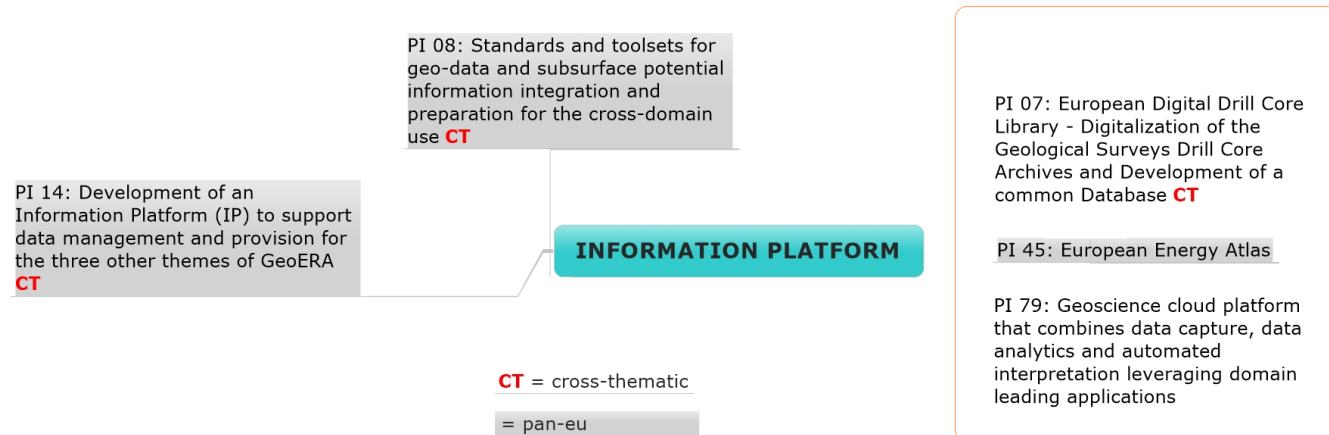 PI 08: Standards and toolsets for
geo-data and subsurface potential
information integration and
preparation for the cross-domain
use CT
PI 14: Development of an
Information Platform (IP) to support
data management and provision for
the three other themes of GeoERA
CT
INFORMATION PLATFORM
CT = cross-thematic
= pan-eu
PI 07: European Digital Drill Core
Library - Digitalization of the
Geological Surveys Drill Core
Archives and Development of a
common Database CT
PI 45: European Energy Atlas
PI 79: Geoscience cloud platform
that combines data capture, data
analytics and automated
interpretation leveraging domain
leading applications